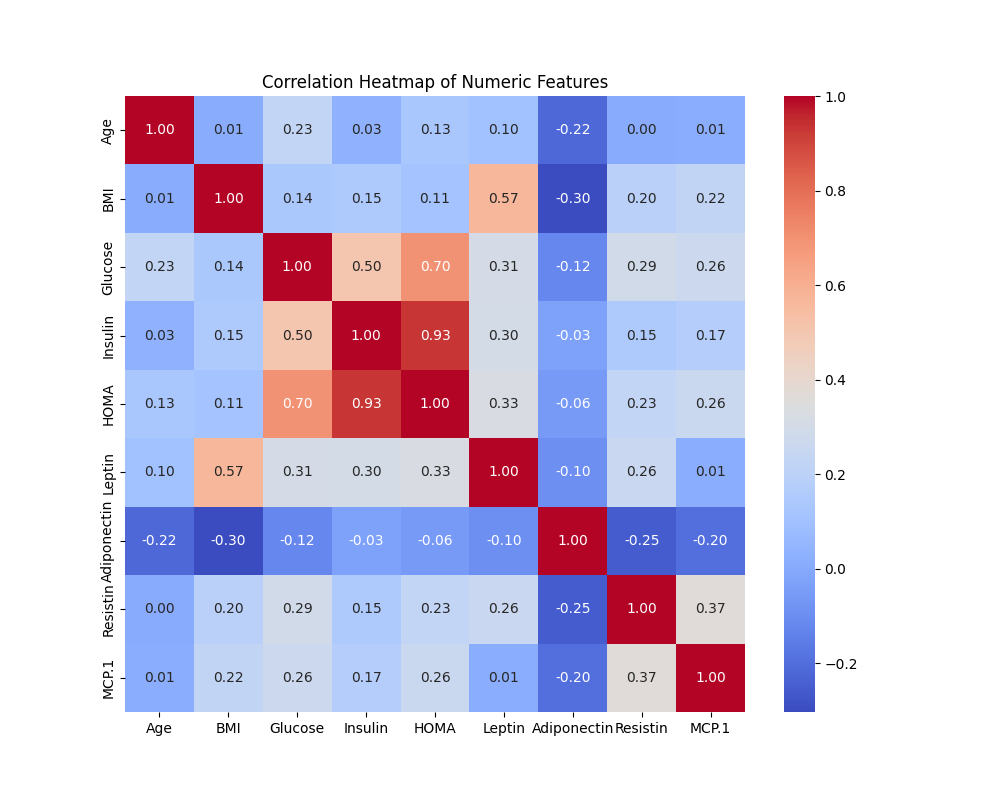 Correlation Heatmap of Numeric Features
Age 1.00 0.01 0.23 0.03 0.13 0.10 -0.22 0.00 0.01
BMI 0.01 1.00 0.14 0.15 0.11 0.57 -0.30 0.20 0.22
Glucose 0.23 0.14 1.00 0.50 0.70 0.31 -0.12 0.29 0.26
Insulin 0.03 0.15 0.50 1.00 0.93 0.30 -0.03 0.15 0.17
HOMA 0.13 0.11 0.70 0.93 1.00 0.33 -0.06 0.23 0.26
Leptin 0.10 0.57 0.31 0.30 0.33 1.00 -0.10 0.26 0.01
Adiponectin -0.22 -0.30 -0.12 -0.03 -0.06 -0.10 1.00 -0.25 -0.20
Resistin 0.00 0.20 0.29 0.15 0.23 0.26 -0.25 1.00 0.37
MCP.1 0.01 0.22 0.26 0.17 0.26 0.01 -0.20 0.37 1.00
Age BMI Glucose Insulin HOMA Leptin Adiponectin Resistin MCP.1
1.0
0.8
0.6
0.4
0.2
0.0
−0.2